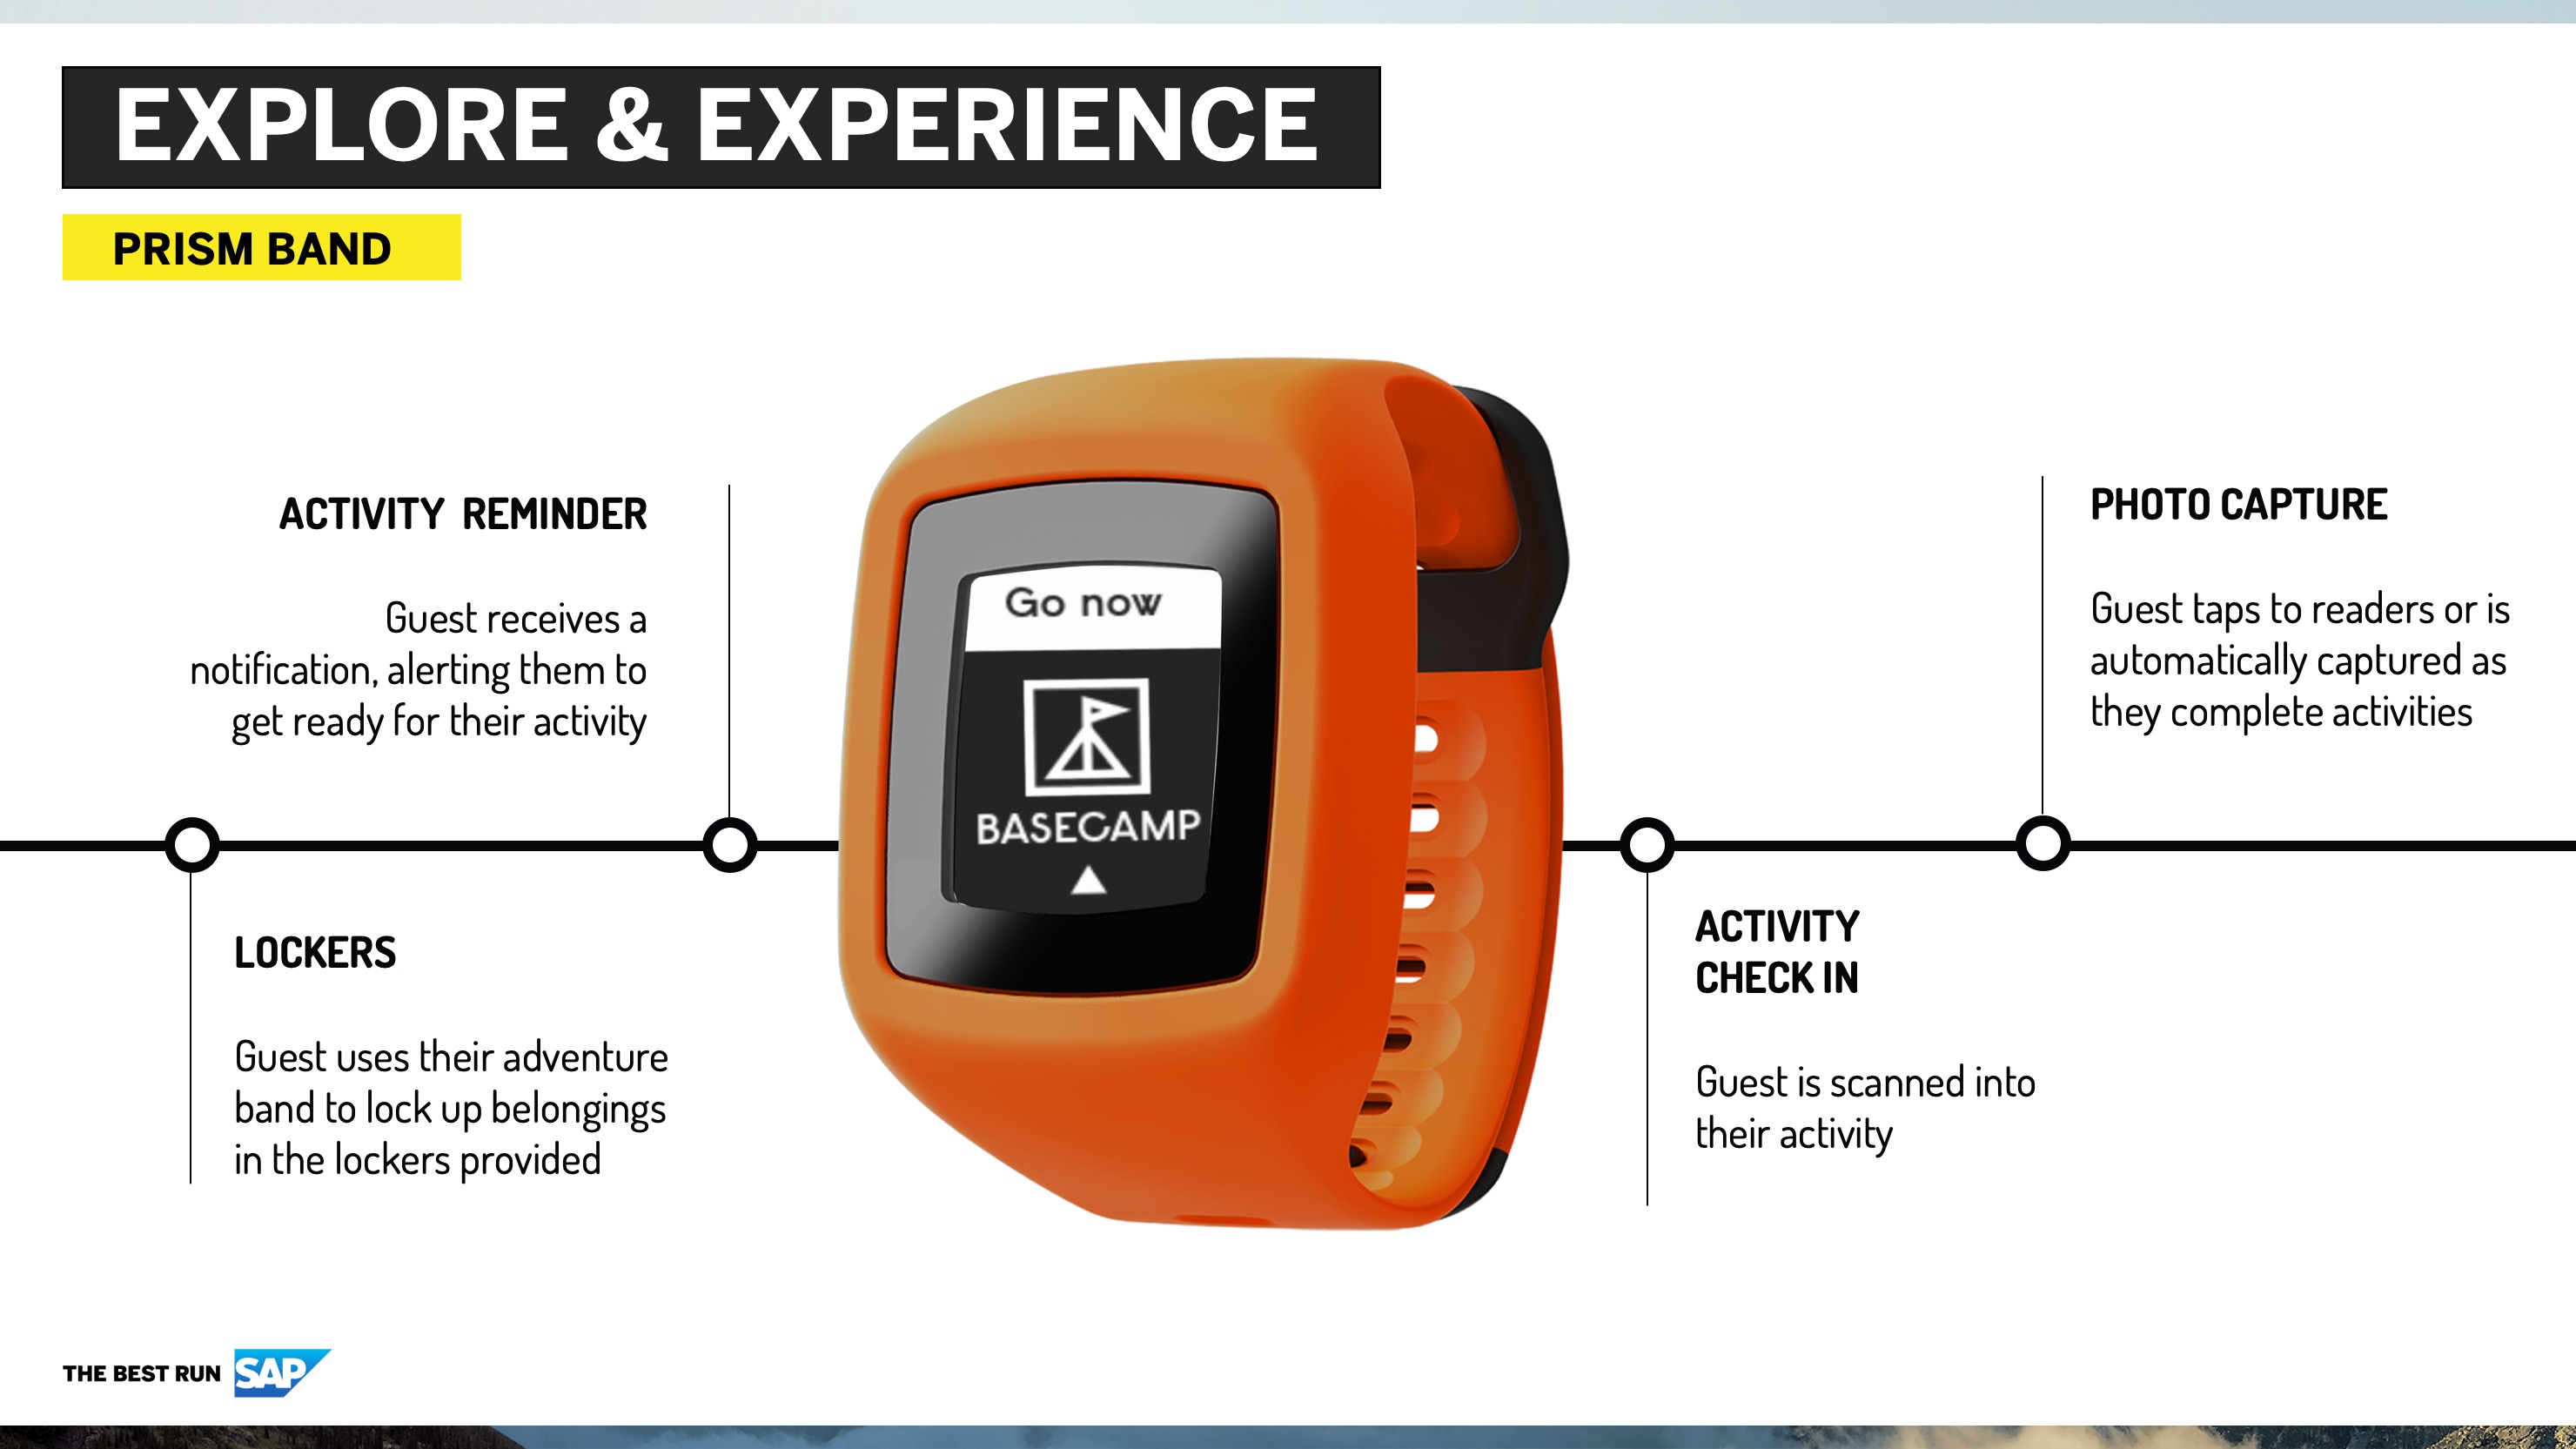 EXPLORE & EXPERIENCE
PRISM BAND
ACTIVITY REMINDER
Guest receives a
notification, alerting them to
get ready for their activity
LOCKERS
Guest uses their adventure
band to lock up belongings
in the lockers provided
Go now
BASECAMP
ACTIVITY
CHECK IN
Guest is scanned into
their activity
PHOTO CAPTURE
Guest taps to readers or is
automatically captured as
they complete activities
THE BEST RUN SAP